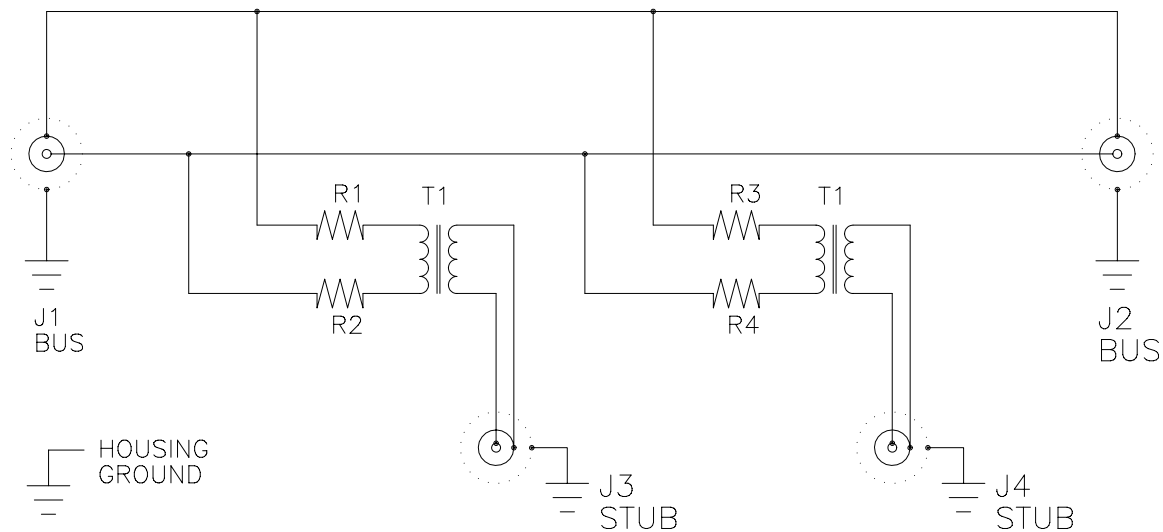 R1
T1
R3
T1
R2
R4
J1
BUS
J2
BUS
HOUSING
GROUND
J3
STUB
J4
STUB